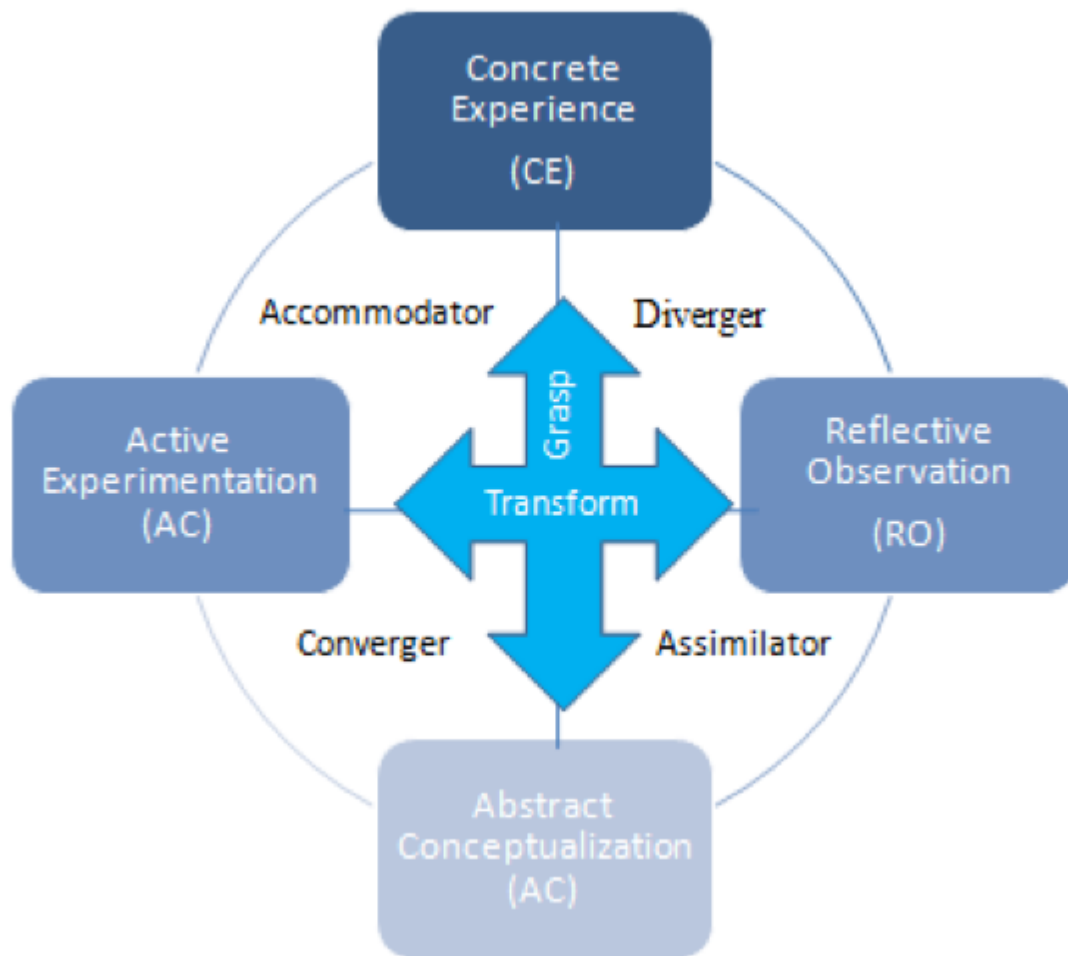 Concrete
Experience
(CE)
Accommodator
Diverger
Grasp
Active
Experimentation
(AC)
Transform
Reflective
Observation
(RO)
Converger
Assimilator
Abstract
Conceptualization
(AC)